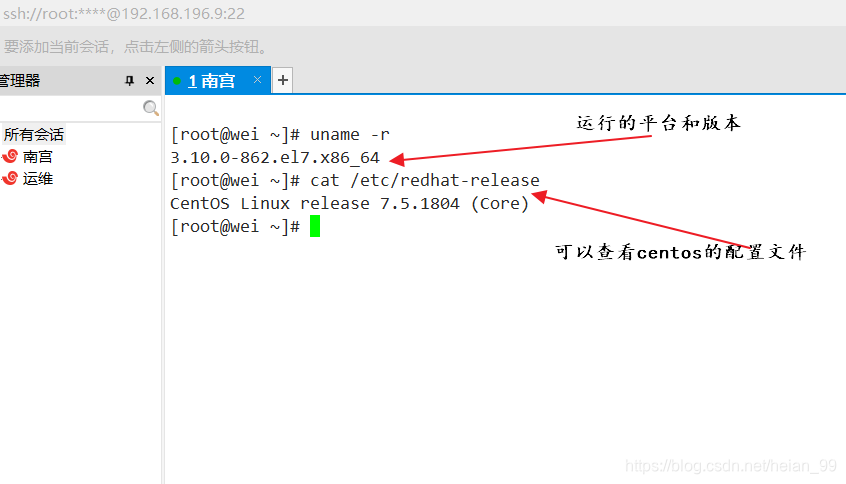 ssh://root:****@192.168.196.9:22
要添加当前会话，点击左侧的箭头按钮。
管理器
1 南宫
所有会话
南宫
运维
[root@wei ~]# uname -r
3.10.0-862.el7.x86_64
[root@wei ~]# cat /etc/redhat-release
CentOS Linux release 7.5.1804 (Core)
[root@wei ~]#
运行的平台和版本
可以查看centos的配置文件
https://blog.csdn.net/heian_99